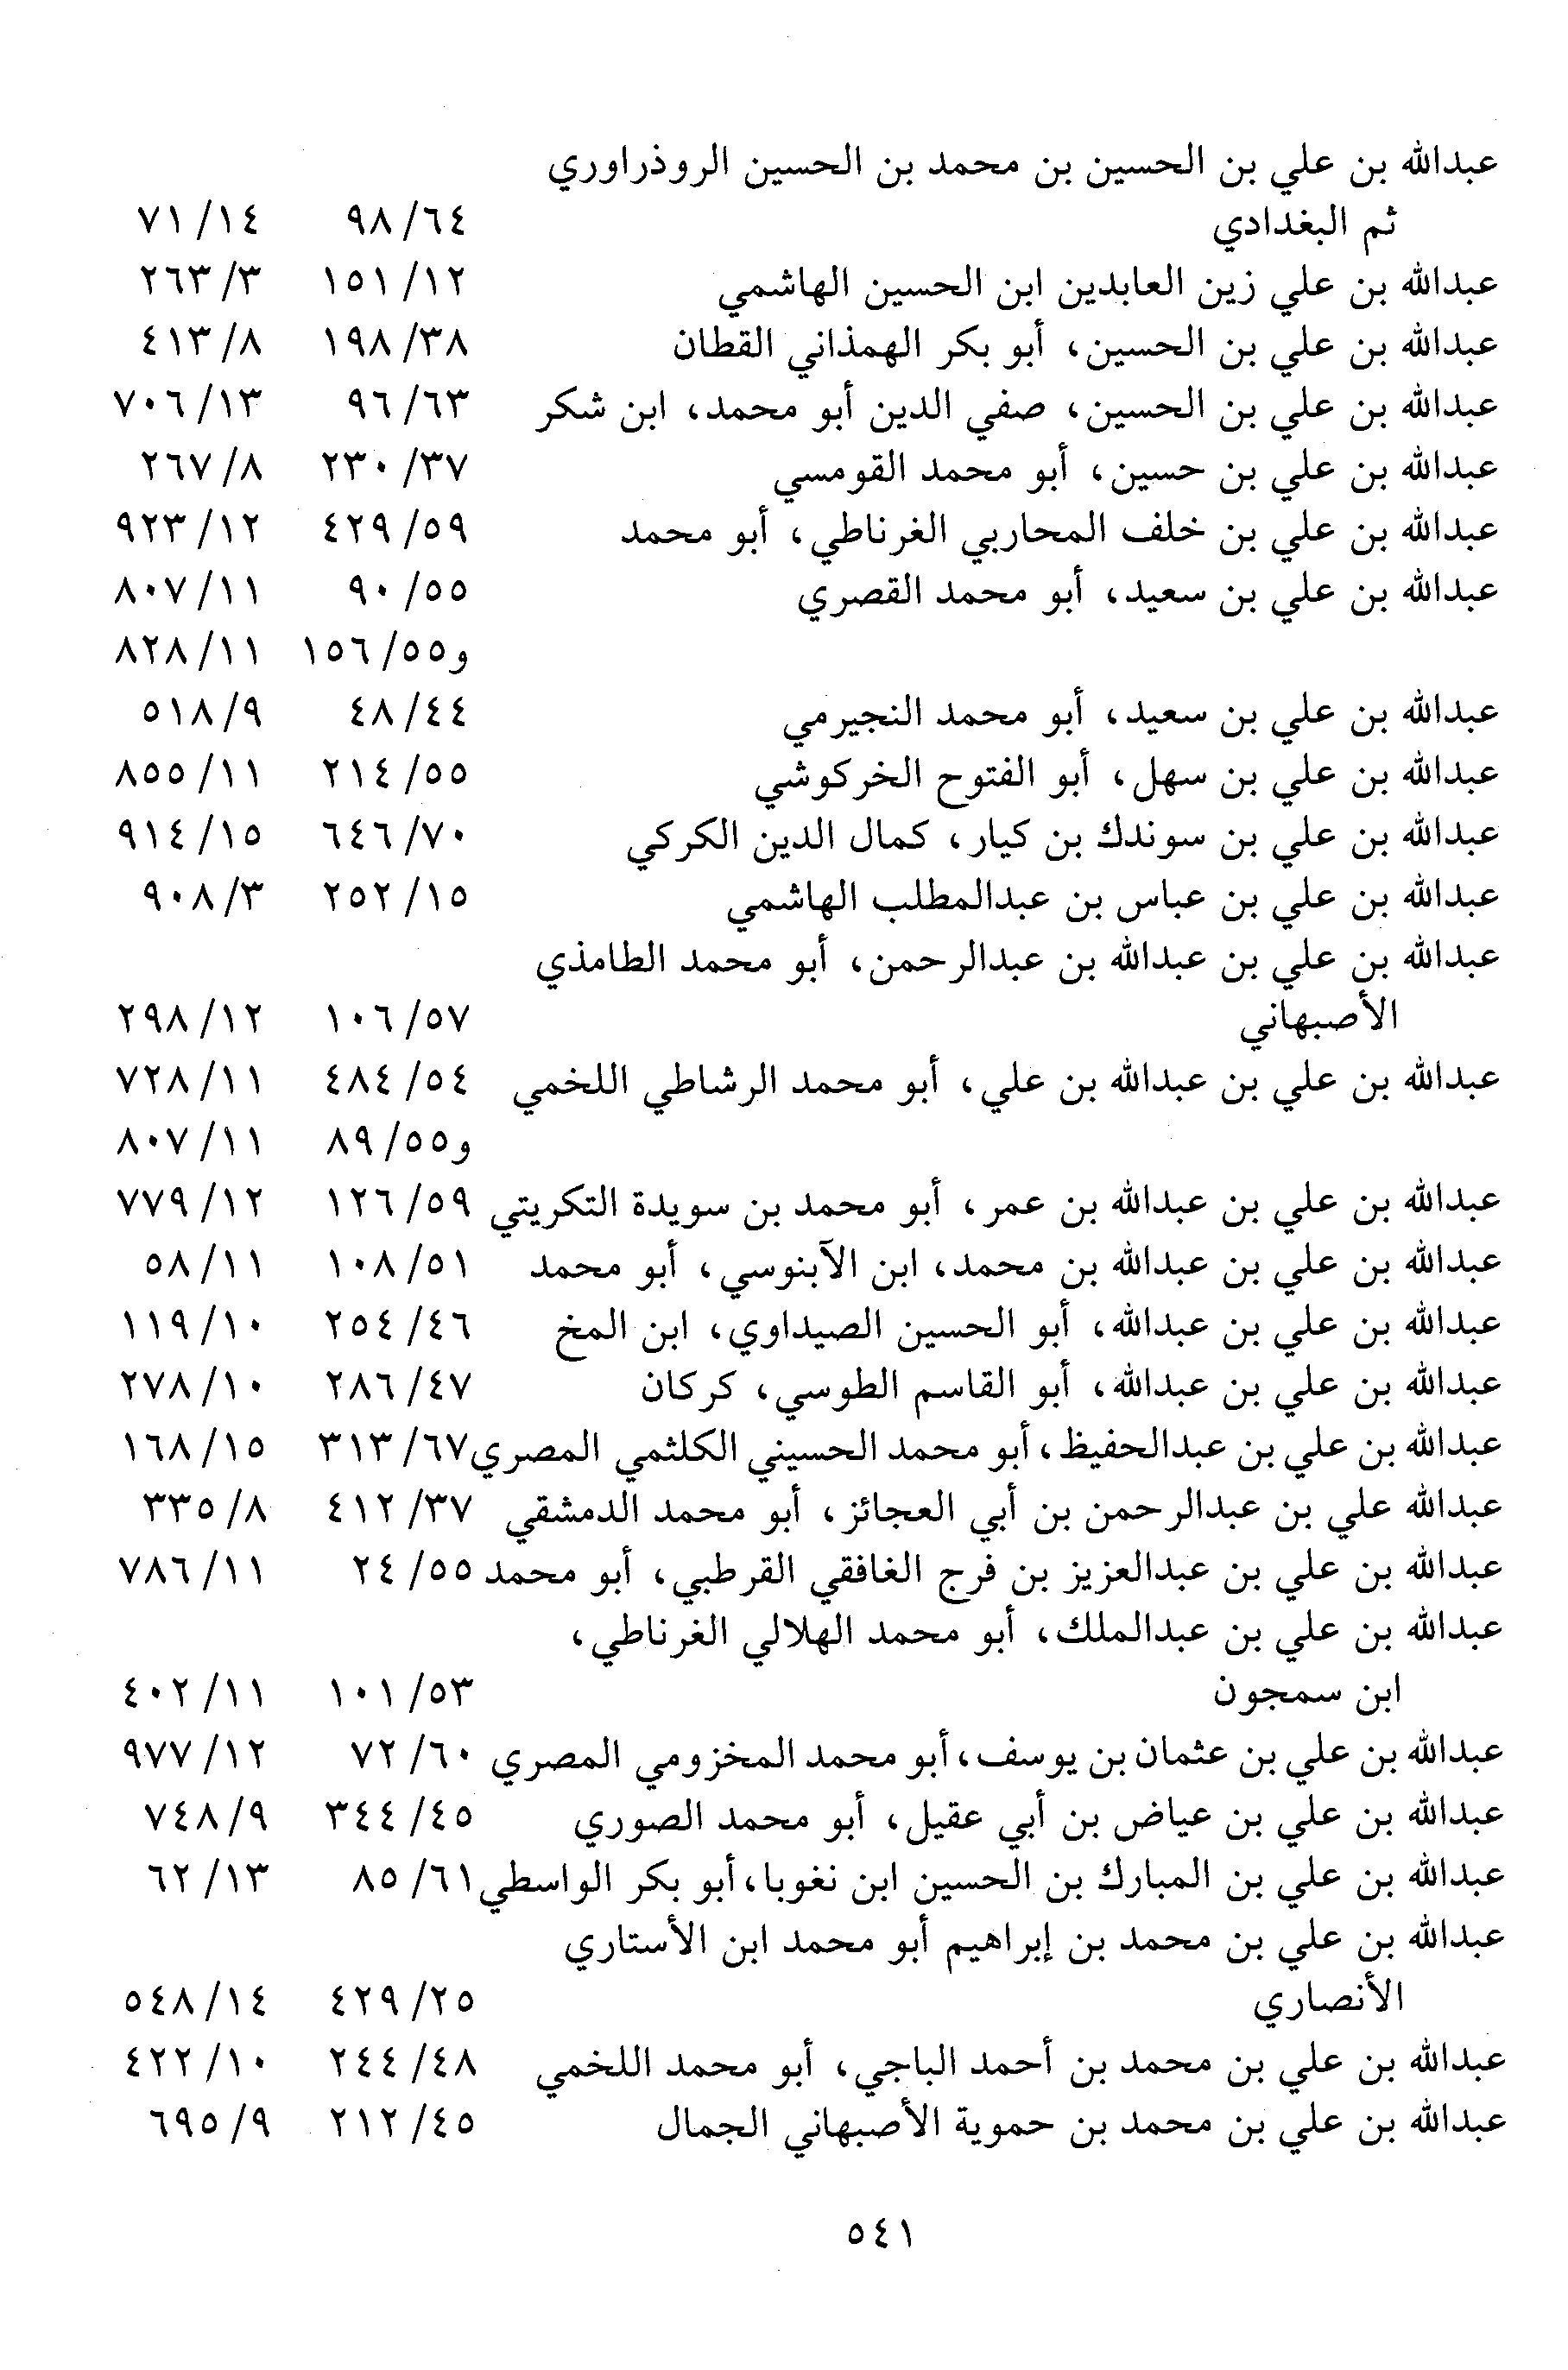 عبدالله بن علي بن الحسين بن محمد بن الحسين الروذراوري
ثم البغدادي ٩٨/٦٤ ٧١/١٤
عبدالله بن علي زين العابدين ابن الحسين الهاشمي ١٥١/١٢ ٢٦٣/٣
عبدالله بن علي بن الحسين، أبو بكر الهمذاني القطان ١٩٨/٣٨ ٤١٣/٨
عبدالله بن علي بن الحسين، صفي الدين أبو محمد، ابن شكر ٩٦/٦٣ ٧٠٦/١٣
عبدالله بن علي بن حسين، أبو محمد القومسي ٢٣٠/٣٧ ٢٦٧/٨
عبدالله بن علي بن خلف المحاربي الغرناطي، أبو محمد ٤٢٩/٥٩ ٩٢٣/١٢
عبدالله بن علي بن سعيد، أبو محمد القصري ٩٠/٥٥ ٨٠٧/١١
و١٥٦/٥٥ ٨٢٨/١١
عبدالله بن علي بن سعيد، أبو محمد النجيرمي ٤٨/٤٤ ٥١٨/٩
عبدالله بن علي بن سهل، أبو الفتوح الخركوشي ٢١٤/٥٥ ٨٥٥/١١
عبدالله بن علي بن سوندك بن كيار، كمال الدين الكركي ٦٤٦/٧٠ ٩١٤/١٥
عبدالله بن علي بن عباس بن عبدالمطلب الهاشمي ٢٥٢/١٥ ٩٠٨/٣
عبدالله بن علي بن عبدالله بن عبدالرحمن، أبو محمد الطامذي
الأصبهاني ١٠٦/٥٧ ٢٩٨/١٢
عبدالله بن علي بن عبدالله بن علي، أبو محمد الرشاطي اللخمي ٤٨٤/٥٤ ٧٢٨/١١
و٨٩/٥٥ ٨٠٧/١١
عبدالله بن علي بن عبدالله بن عمر، أبو محمد بن سويدة التكريتي ١٢٦/٥٩ ٧٧٩/١٢
عبدالله بن علي بن عبدالله بن محمد، ابن الآبنوسي، أبو محمد ١٠٨/٥١ ٥٨/١١
عبدالله بن علي بن عبدالله، أبو الحسين الصيداوي، ابن المخ ٢٥٤/٤٦ ١١٩/١٠
عبدالله بن علي بن عبدالله، أبو القاسم الطوسي، كركان ٢٨٦/٤٧ ٢٧٨/١٠
عبدالله بن علي بن عبدالحفيظ، أبو محمد الحسيني الكلثمي المصري ٣١٣/٦٧ ١٦٨/١٥
عبدالله علي بن عبدالرحمن بن أبي العجائز، أبو محمد الدمشقي ٤١٢/٣٧ ٣٣٥/٨
عبدالله بن علي بن عبدالعزيز بن فرج الغافقي القرطبي، أبو محمد ٢٤/٥٥ ٧٨٦/١١
عبدالله بن علي بن عبدالملك، أبو محمد الهلالي الغرناطي،
ابن سمجون ١٠١/٥٣ ٤٠٢/١١
عبدالله بن علي بن عثمان بن يوسف، أبو محمد المخزومي المصري ٧٢/٦٠ ٩٧٧/١٢
عبدالله بن علي بن عياض بن أبي عقيل، أبو محمد الصوري ٣٤٤/٤٥ ٧٤٨/٩
عبدالله بن علي بن المبارك بن الحسين ابن نغوبا، أبو بكر الواسطي ٨٥/٦١ ٦٢/١٣
عبدالله بن علي بن محمد بن إبراهيم أبو محمد ابن الأستاري
الأنصاري ٤٢٩/٢٥ ٥٤٨/١٤
عبدالله بن علي بن محمد بن أحمد الباجي، أبو محمد اللخمي ٢٤٤/٤٨ ٤٢٢/١٠
عبدالله بن علي بن محمد بن حموية الأصبهاني الجمال ٢١٢/٤٥ ٦٩٥/٩
٥٤١